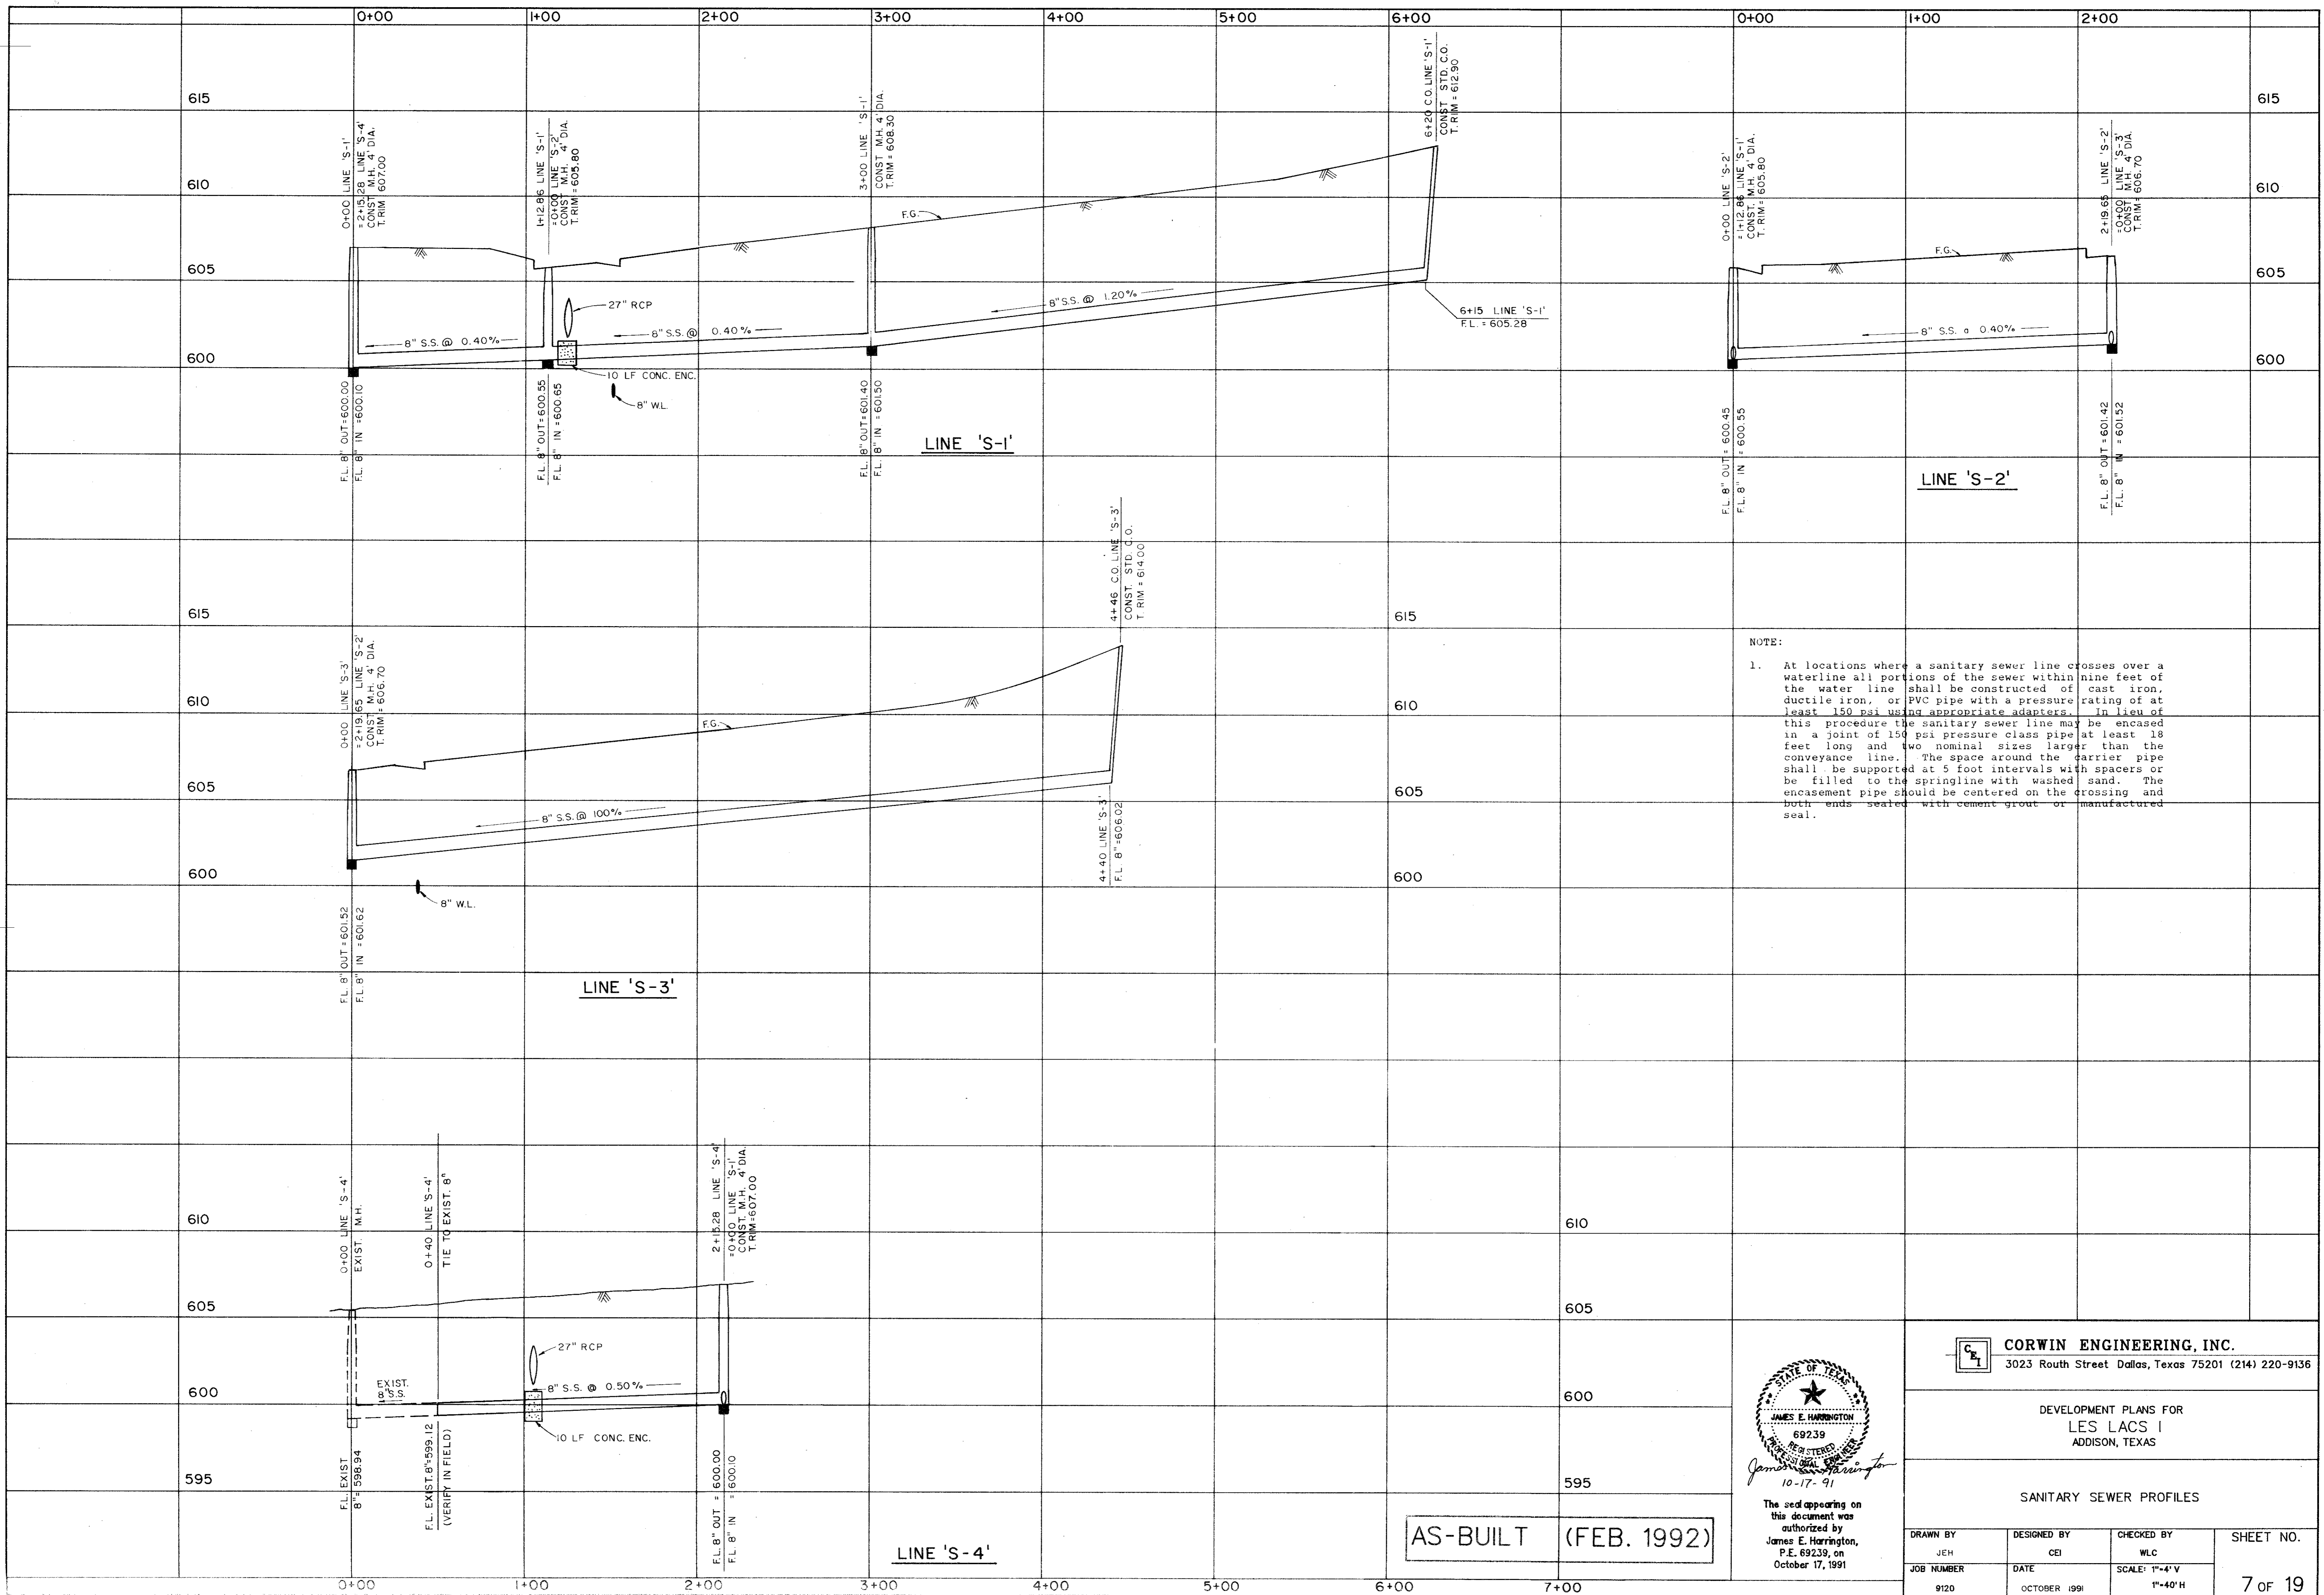 0+00 1+00 2+00 3+00 4+00 5+00 6+00 0+00 1+00 2+00
615
610
605
600
0+00 LINE 'S-1'
= 2+15.28 LINE 'S-4'
CONST M.H. 4' DIA.
T. RIM 607.00
1+12.86 LINE 'S-1'
=0+00 LINE 'S-2'
CONST M.H. 4' DIA.
T. RIM = 605.80
3+00 LINE 'S-1'
CONST M.H. 4' DIA.
T. RIM = 608.30
6+20 C.O. LINE 'S-1'
CONST STD. C.O.
T. RIM = 612.90
F.G.
27" RCP
8" S.S. @ 0.40%
8" S.S. @ 0.40%
8" S.S. @ 1.20%
6+15 LINE 'S-1'
F.L. = 605.28
10 LF CONC. ENC.
8" W.L.
F.L. 8" OUT = 600.00
F.L. 8" IN = 600.10
F.L. 8" OUT = 600.55
F.L. 8" IN = 600.65
F.L. 8" OUT = 601.40
F.L. 8" IN = 601.50
LINE 'S-1'
0+00 LINE 'S-2'
=1+12.86 LINE 'S-1'
CONST. M.H. 4' DIA.
T. RIM = 605.80
2+19.65 LINE 'S-2'
=0+00 LINE 'S-3'
CONST M.H. 4' DIA.
T. RIM = 606.70
615
610
605
600
F.G.
8" S.S. a 0.40%
F.L. 8" OUT = 600.45
F.L. 8" IN = 600.55
F.L. 8" OUT = 601.42
F.L. 8" IN = 601.52
LINE 'S-2'
615
610
605
600
0+00 LINE 'S-3'
=2+19.65 LINE 'S-2'
CONST M.H. 4' DIA.
T. RIM = 606.70
4+46 C.O. LINE 'S-3'
CONST. STD. C.O.
T RIM = 614.00
F.G.
8" S.S. @ 100%
4+40 LINE 'S-3'
F.L. 8" = 606.02
8" W.L.
F.L. 8" OUT = 601.52
F.L. 8" IN = 601.62
LINE 'S-3'
615
610
605
600
NOTE:
1. At locations where a sanitary sewer line crosses over a
waterline all portions of the sewer within nine feet of
the water line shall be constructed of cast iron,
ductile iron, or PVC pipe with a pressure rating of at
least 150 psi using appropriate adapters. In lieu of
this procedure the sanitary sewer line may be encased
in a joint of 150 psi pressure class pipe at least 18
feet long and two nominal sizes larger than the
conveyance line. The space around the carrier pipe
shall be supported at 5 foot intervals with spacers or
be filled to the springline with washed sand. The
encasement pipe should be centered on the crossing and
both ends sealed with cement grout or manufactured
seal.
610
605
600
595
0+00 LINE 'S-4'
EXIST. M.H.
0+40 LINE 'S-4'
TIE TO EXIST. 8"
2+15.28 LINE 'S-4'
=0+00 LINE 'S-1'
CONST. M.H. 4' DIA.
T. RIM=607.00
27" RCP
EXIST.
8" S.S.
8" S.S. @ 0.50%
10 LF CONC. ENC.
F.L. EXIST
8" = 598.94
F.L. EXIST. 8"=599.12
(VERIFY IN FIELD)
F.L. 8" OUT = 600.00
F.L. 8" IN = 600.10
LINE 'S-4'
610
605
600
595
0+00 1+00 2+00 3+00 4+00 5+00 6+00 7+00
AS-BUILT (FEB. 1992)
STATE OF TEXAS
JAMES E. HARRINGTON
69239
REGISTERED
PROFESSIONAL ENGINEER
James E. Harrington
10-17-91
The seal appearing on
this document was
authorized by
James E. Harrington,
P.E. 69239, on
October 17, 1991
CEI
CORWIN ENGINEERING, INC.
3023 Routh Street Dallas, Texas 75201 (214) 220-9136
DEVELOPMENT PLANS FOR
LES LACS I
ADDISON, TEXAS
SANITARY SEWER PROFILES
DRAWN BY
JEH
DESIGNED BY
CEI
CHECKED BY
WLC
SHEET NO.
JOB NUMBER
9120
DATE
OCTOBER 1991
SCALE: 1"=4' V
1"=40' H
7 OF 19